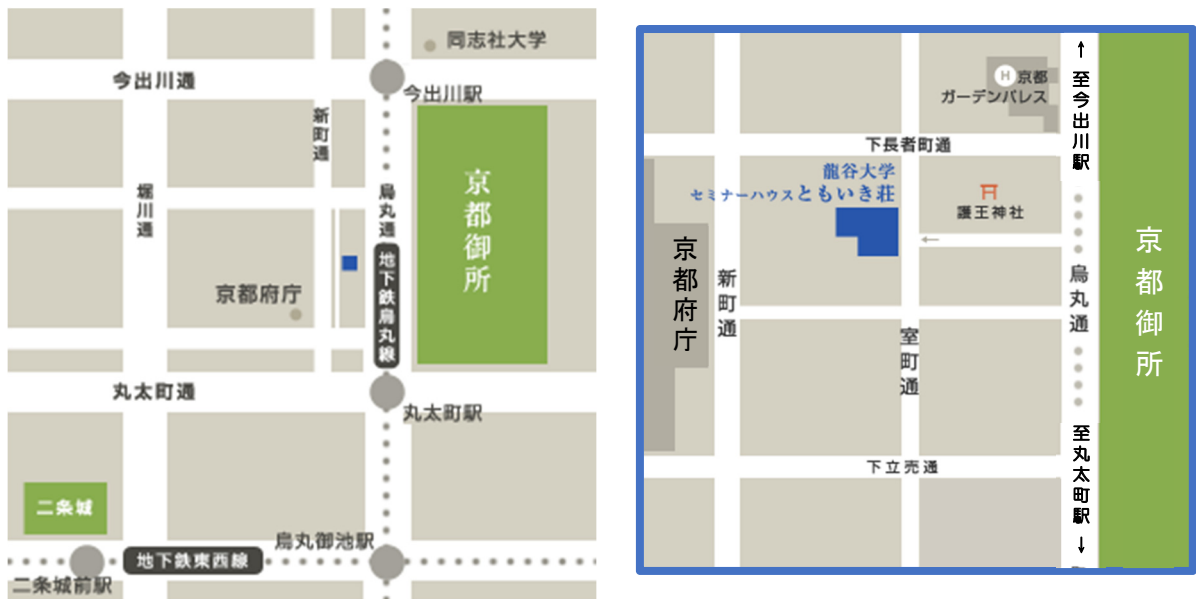 同志社大学
今出川通
今出川駅
新町通
堀川通
烏丸通
京都御所
地下鉄烏丸線
京都府庁
丸太町通
丸太町駅
二条城
烏丸御池駅
地下鉄東西線
二条城前駅
H 京都
ガーデンパレス
↑至今出川駅
下長者町通
龍谷大学
セミナーハウスともいき荘
護王神社
←
京都府庁
新町通
烏丸通
京都御所
室町通
至丸太町駅↓
下立売通